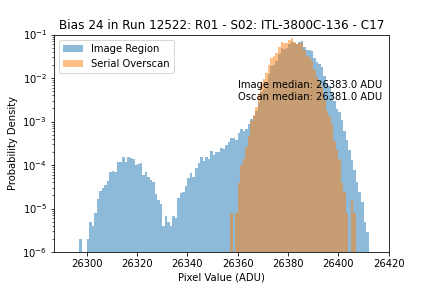 Bias 24 in Run 12522: R01 - S02: ITL-3800C-136 - C17
Image Region
Serial Overscan
Image median: 26383.0 ADU
Oscan median: 26381.0 ADU
Probability Density
10⁻¹
10⁻²
10⁻³
10⁻⁴
10⁻⁵
10⁻⁶
26300 26320 26340 26360 26380 26400 26420
Pixel Value (ADU)